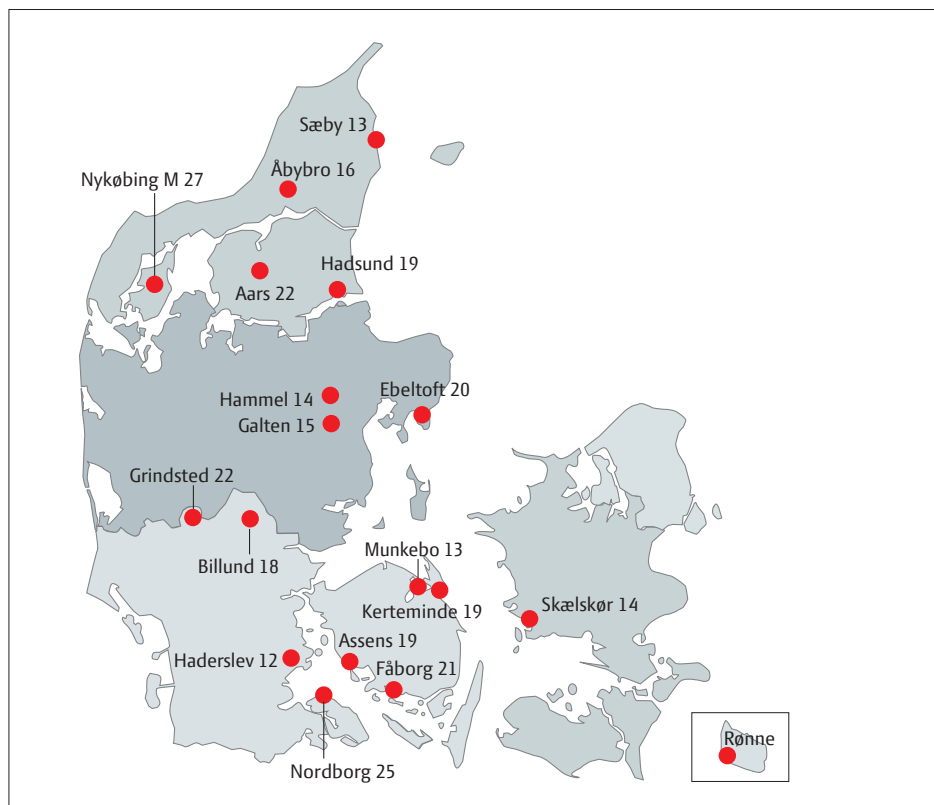 Sæby 13
Åbybro 16
Nykøbing M 27
Hadsund 19
Aars 22
Ebeltoft 20
Hammel 14
Galten 15
Grindsted 22
Munkebo 13
Billund 18
Kerteminde 19
Skælskør 14
Assens 19
Haderslev 12
Fåborg 21
Rønne
Nordborg 25